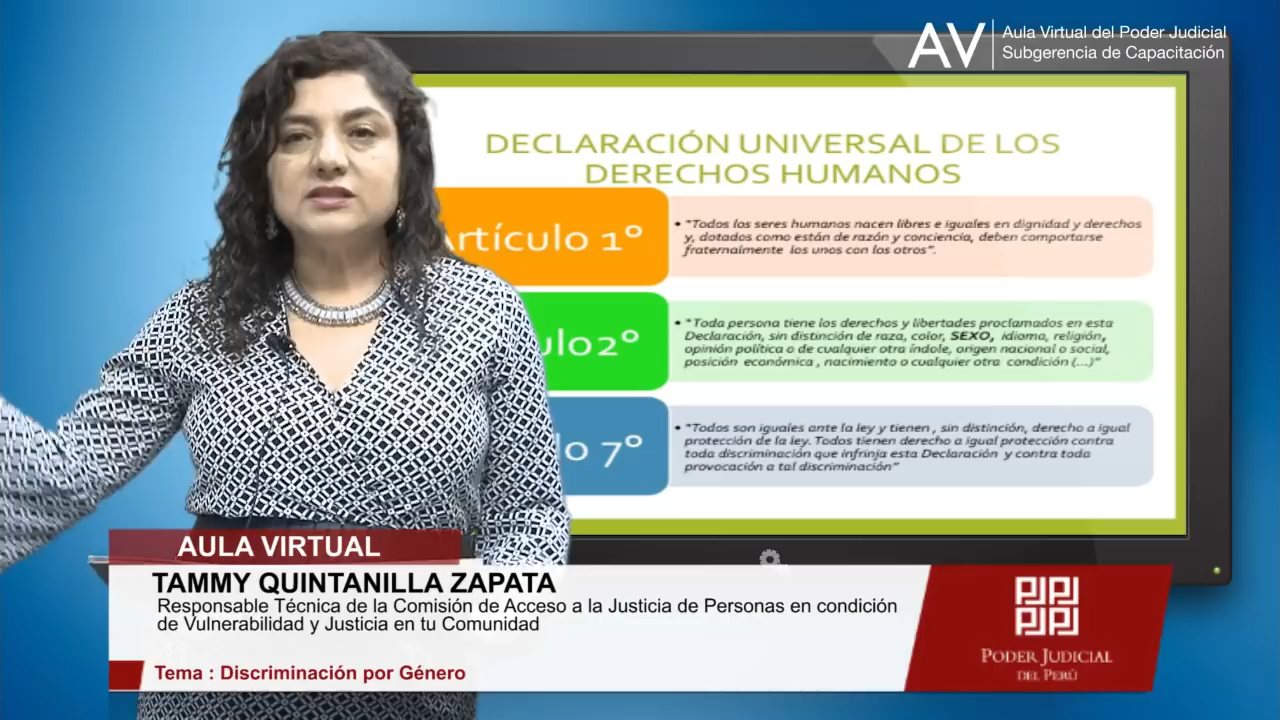 AV
Aula Virtual del Poder Judicial
Subgerencia de Capacitación
DECLARACIÓN UNIVERSAL DE LOS
DERECHOS HUMANOS
Artículo 1º
• "Todos los seres humanos nacen libres e iguales en dignidad y derechos
y, dotados como están de razón y conciencia, deben comportarse
fraternalmente los unos con los otros".
ulo2º
• "Toda persona tiene los derechos y libertades proclamados en esta
Declaración, sin distinción de raza, color, SEXO, idioma, religión,
opinión política o de cualquier otra índole, origen nacional o social,
posición económica , nacimiento o cualquier otra condición (...)"
o 7º
• "Todos son iguales ante la ley y tienen , sin distinción, derecho a igual
protección de la ley. Todos tienen derecho a igual protección contra
toda discriminación que infrinja esta Declaración y contra toda
provocación a tal discriminación"
AULA VIRTUAL
TAMMY QUINTANILLA ZAPATA
Responsable Técnica de la Comisión de Acceso a la Justicia de Personas en condición
de Vulnerabilidad y Justicia en tu Comunidad
Tema : Discriminación por Género
PJPJ
PJPJ
PODER JUDICIAL
DEL PERÚ